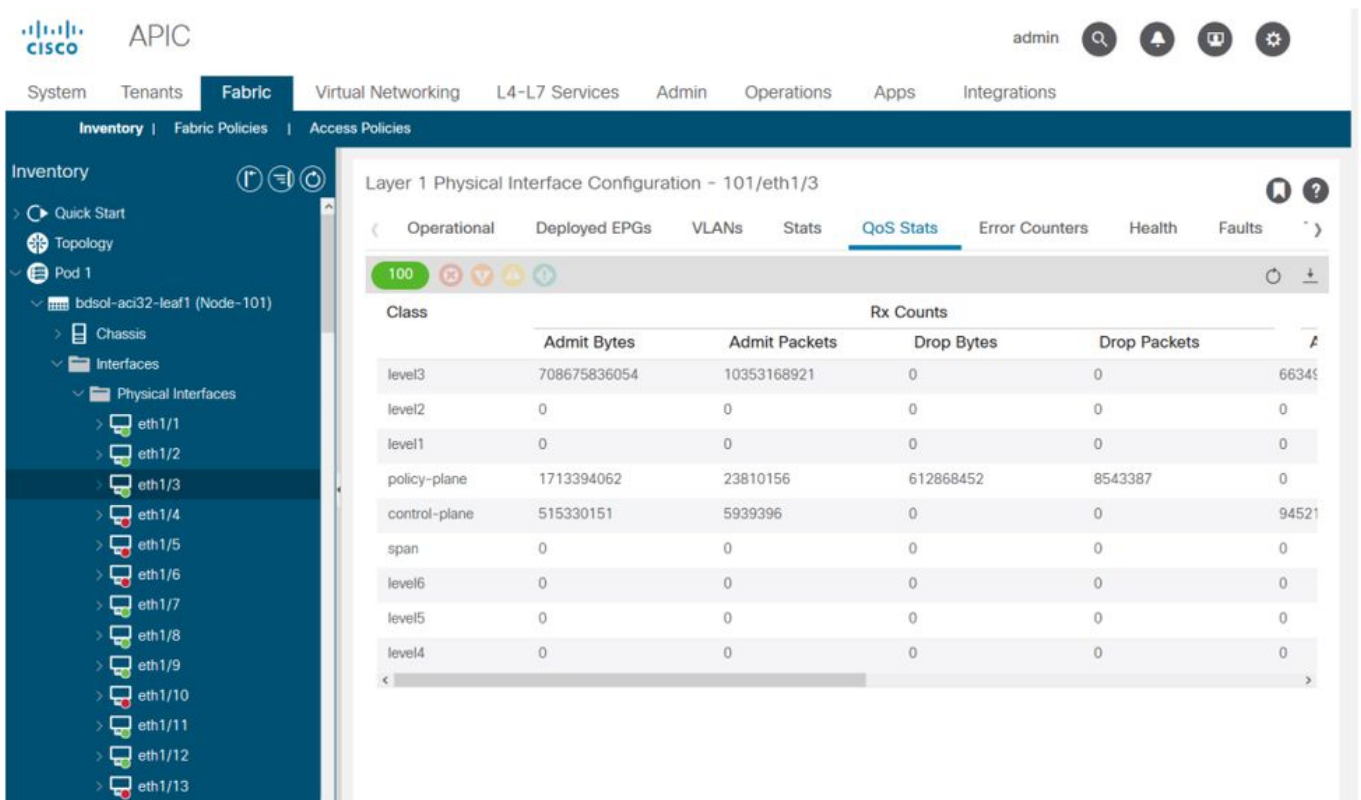 CISCO APIC admin
System Tenants Fabric Virtual Networking L4-L7 Services Admin Operations Apps Integrations
Inventory | Fabric Policies | Access Policies
Inventory
Quick Start
Topology
Pod 1
bdsol-aci32-leaf1 (Node-101)
Chassis
Interfaces
Physical Interfaces
eth1/1
eth1/2
eth1/3
eth1/4
eth1/5
eth1/6
eth1/7
eth1/8
eth1/9
eth1/10
eth1/11
eth1/12
eth1/13
Layer 1 Physical Interface Configuration - 101/eth1/3
Operational Deployed EPGs VLANs Stats QoS Stats Error Counters Health Faults
100
Class Rx Counts
Admit Bytes Admit Packets Drop Bytes Drop Packets
level3 708675836054 10353168921 0 0 66349
level2 0 0 0 0 0
level1 0 0 0 0 0
policy-plane 1713394062 23810156 612868452 8543387 0
control-plane 515330151 5939396 0 0 94521
span 0 0 0 0 0
level6 0 0 0 0 0
level5 0 0 0 0 0
level4 0 0 0 0 0